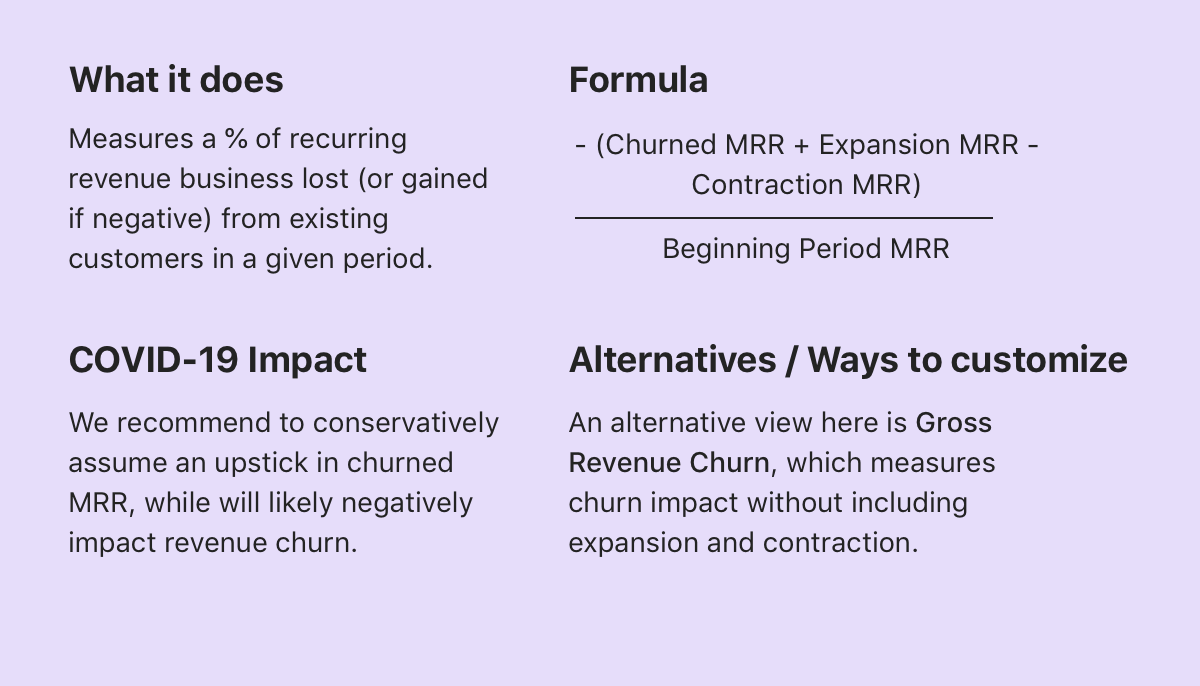 What it does
Measures a % of recurring
revenue business lost (or gained
if negative) from existing
customers in a given period.
Formula
- (Churned MRR + Expansion MRR -
Contraction MRR)
Beginning Period MRR
COVID-19 Impact
We recommend to conservatively
assume an upstick in churned
MRR, while will likely negatively
impact revenue churn.
Alternatives / Ways to customize
An alternative view here is Gross
Revenue Churn, which measures
churn impact without including
expansion and contraction.